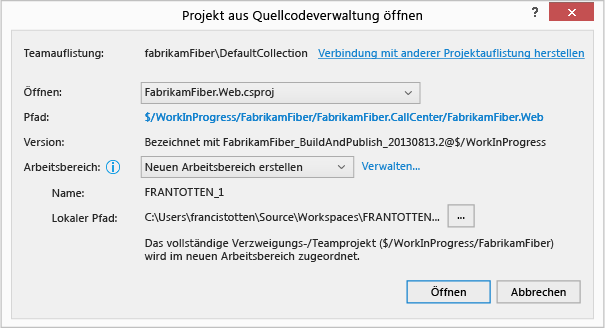 Projekt aus Quellcodeverwaltung öffnen
?
Teamauflistung: fabrikamFiber\DefaultCollection Verbindung mit anderer Projektauflistung herstellen
Öffnen: FabrikamFiber.Web.csproj
Pfad: $/WorkInProgress/FabrikamFiber/FabrikamFiber.CallCenter/FabrikamFiber.Web
Version: Bezeichnet mit FabrikamFiber_BuildAndPublish_20130813.2@$/WorkInProgress
Arbeitsbereich: Neuen Arbeitsbereich erstellen Verwalten...
Name: FRANTOTTEN_1
Lokaler Pfad: C:\Users\francistotten\Source\Workspaces\FRANTOTTEN... ...
Das vollständige Verzweigungs-/Teamprojekt ($/WorkInProgress/FabrikamFiber)
wird im neuen Arbeitsbereich zugeordnet.
Öffnen Abbrechen